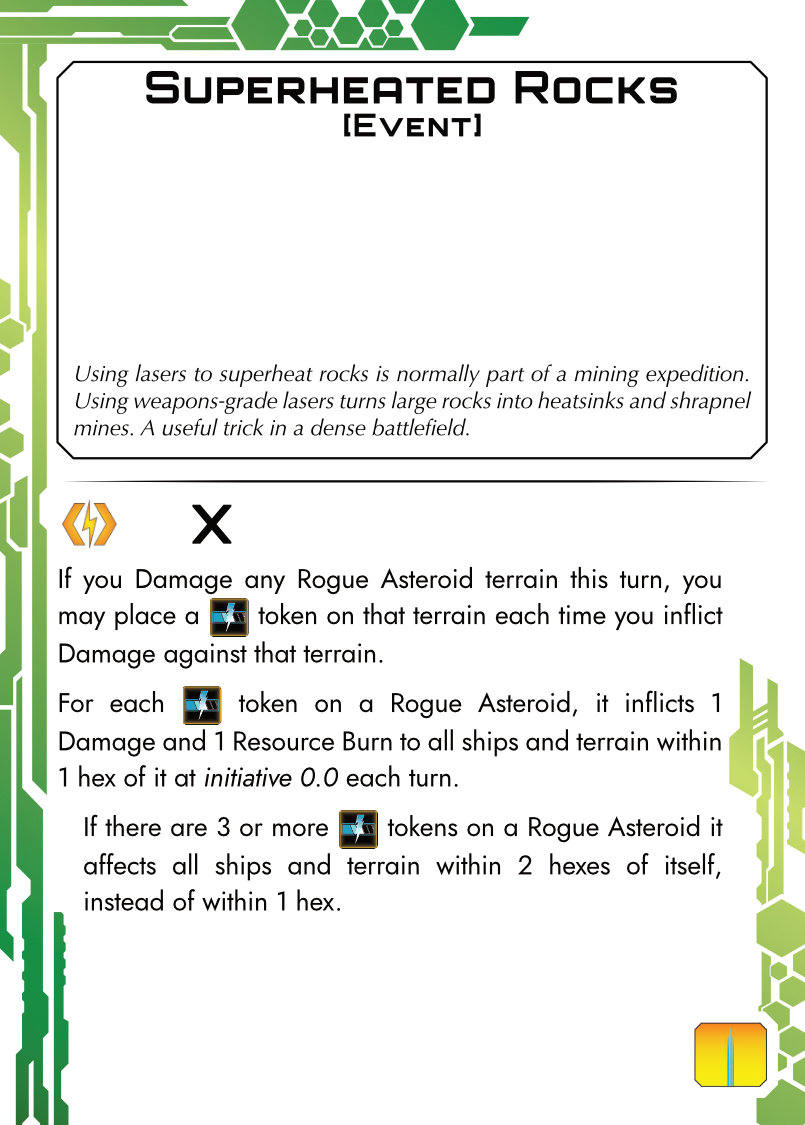 Superheated Rocks
[Event]
Using lasers to superheat rocks is normally part of a mining expedition.
Using weapons-grade lasers turns large rocks into heatsinks and shrapnel
mines. A useful trick in a dense battlefield.
X
If you Damage any Rogue Asteroid terrain this turn, you
may place a token on that terrain each time you inflict
Damage against that terrain.
For each token on a Rogue Asteroid, it inflicts 1
Damage and 1 Resource Burn to all ships and terrain within
1 hex of it at initiative 0.0 each turn.
If there are 3 or more tokens on a Rogue Asteroid it
affects all ships and terrain within 2 hexes of itself,
instead of within 1 hex.